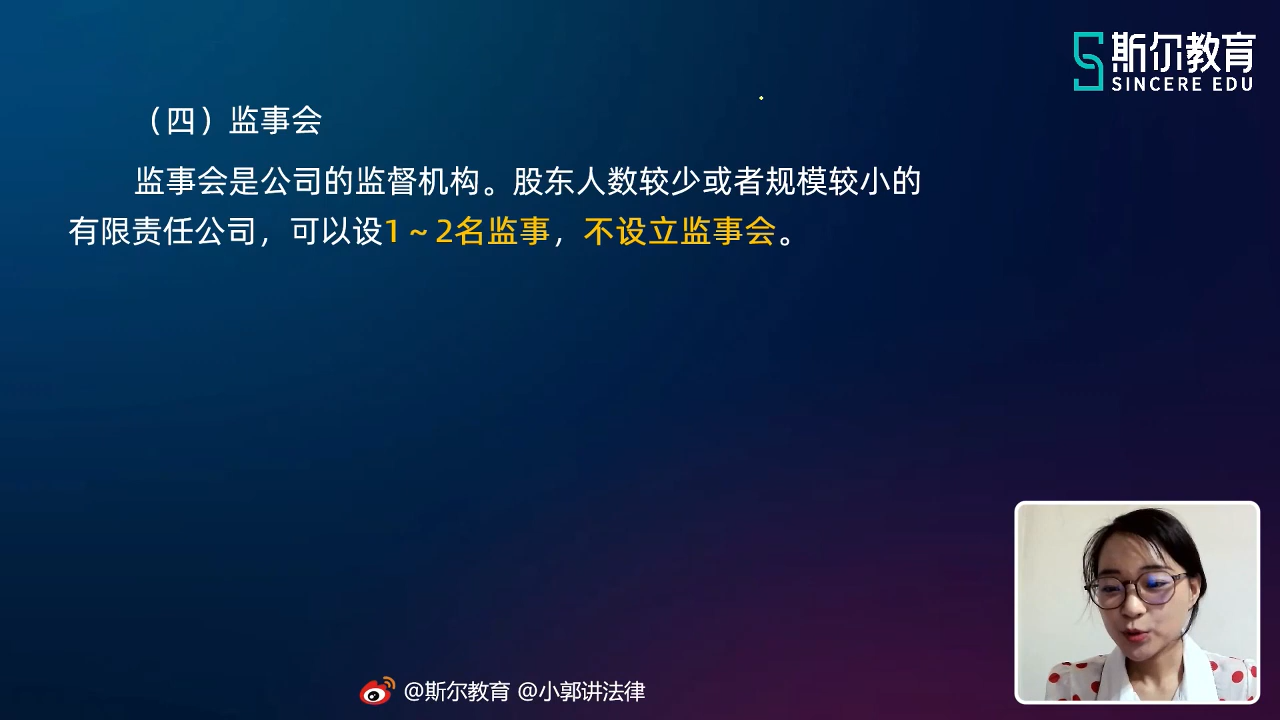 斯尔教育
SINCERE EDU
（四）监事会
监事会是公司的监督机构。股东人数较少或者规模较小的
有限责任公司，可以设1～2名监事，不设立监事会。
@斯尔教育 @小郭讲法律